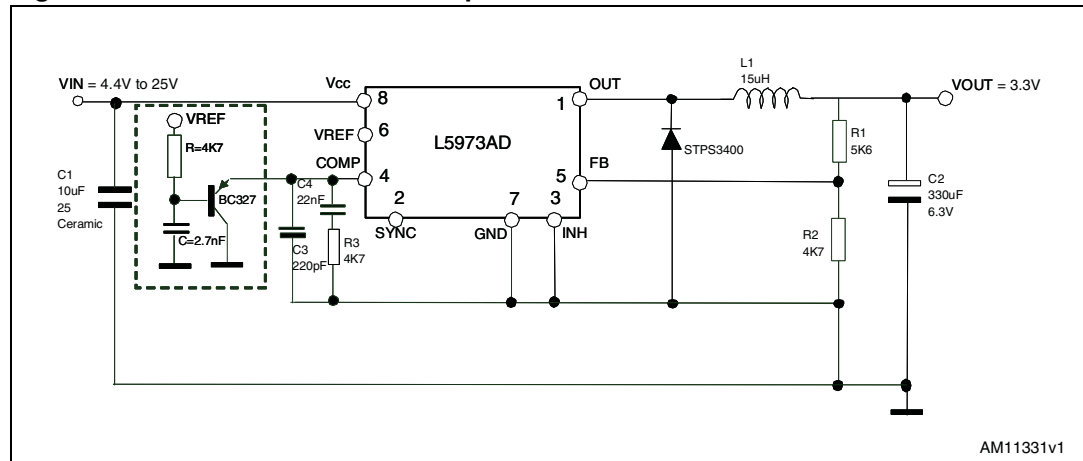 VIN = 4.4V to 25V
VREF
R=4K7
BC327
C=2.7nF
C1
10uF
25
Ceramic
Vcc
8
VREF
6
COMP
4
L5973AD
2
SYNC
7
GND
3
INH
OUT
1
FB
5
C4
22nF
C3
220pF
R3
4K7
L1
15uH
STPS3400
R1
5K6
R2
4K7
VOUT = 3.3V
C2
330uF
6.3V
AM11331v1